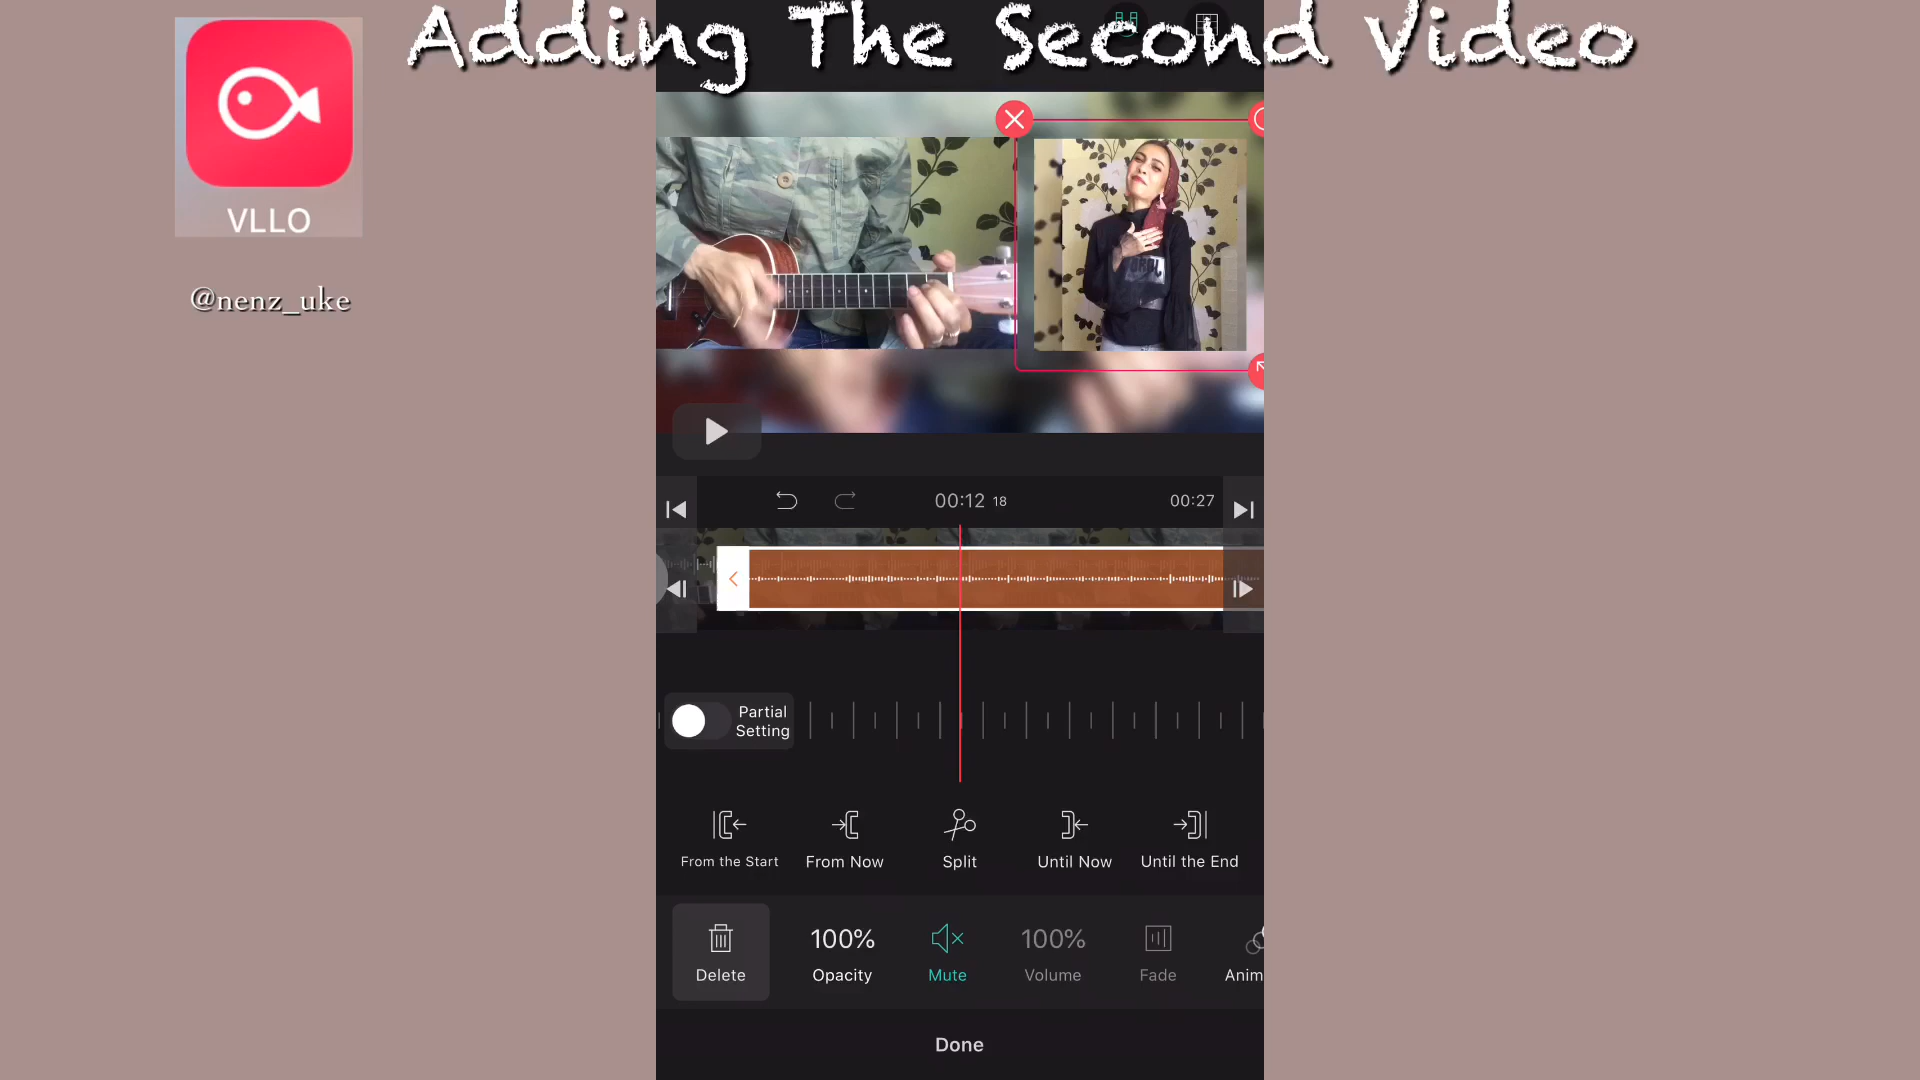 Adding The Second Video
VLLO
@nenz_uke
00:12 18
00:27
Partial
Setting
From the Start
From Now
Split
Until Now
Until the End
100%
100%
Delete
Opacity
Mute
Volume
Fade
Anim
Done